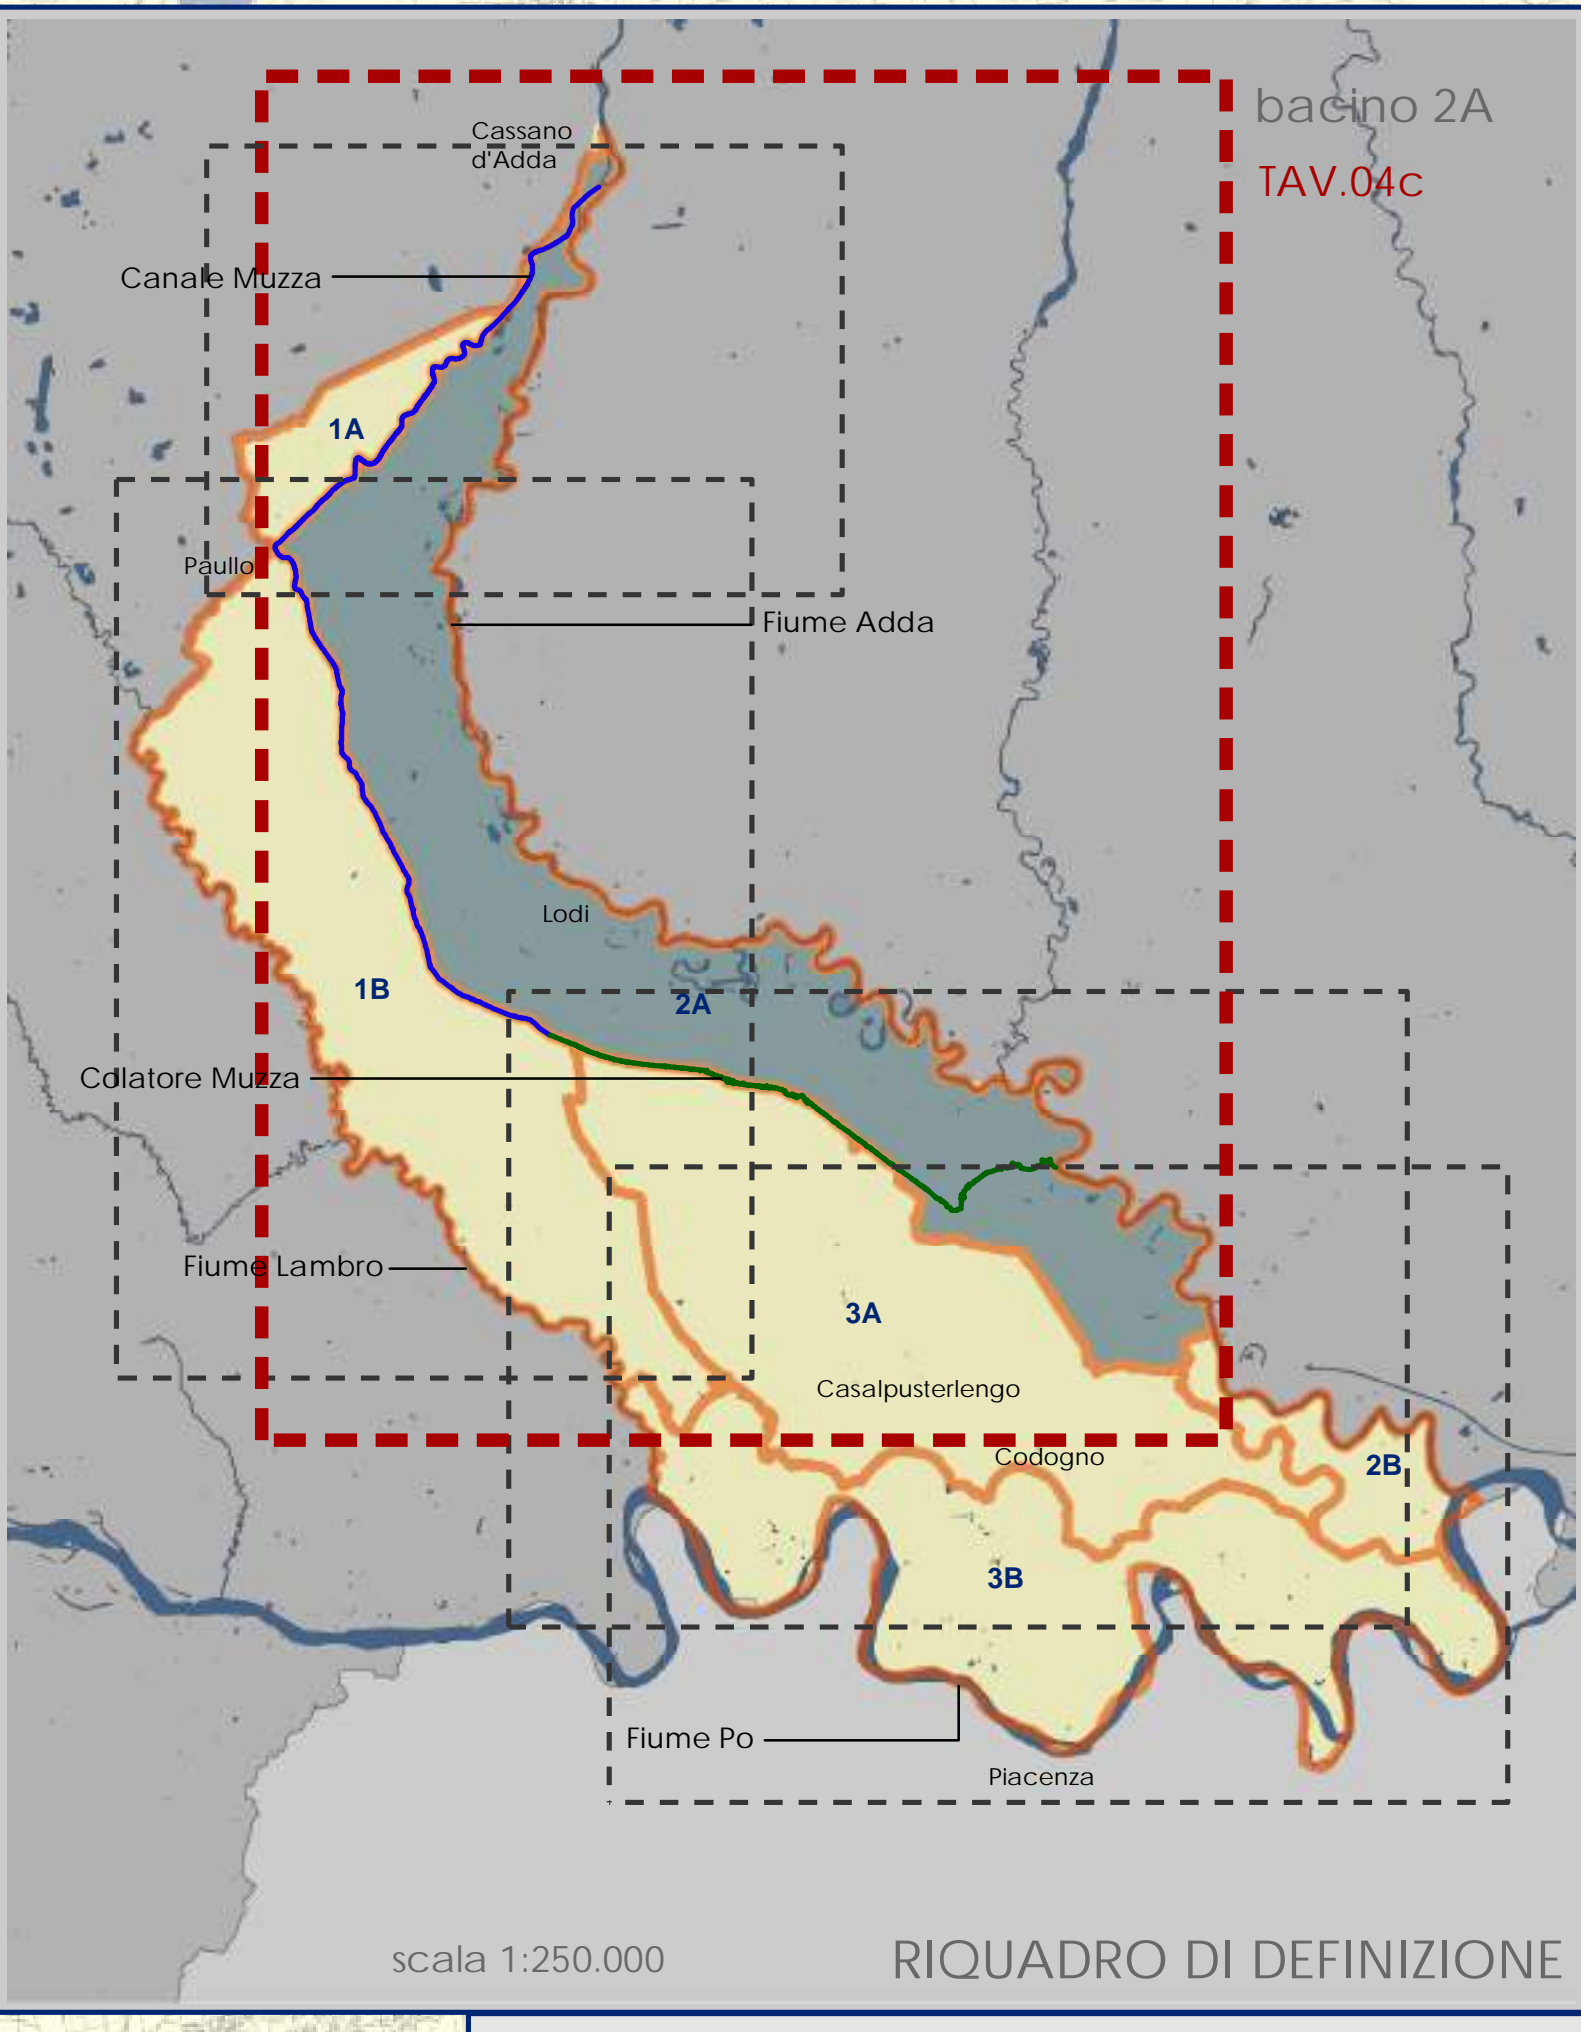 bacino 2A
TAV.04c
Cassano
d'Adda
Canale Muzza
1A
Paullo
Fiume Adda
Lodi
1B
2A
Colatore Muzza
Fiume Lambro
3A
Casalpusterlengo
Codogno
2B
3B
Fiume Po
Piacenza
scala 1:250.000
RIQUADRO DI DEFINIZIONE